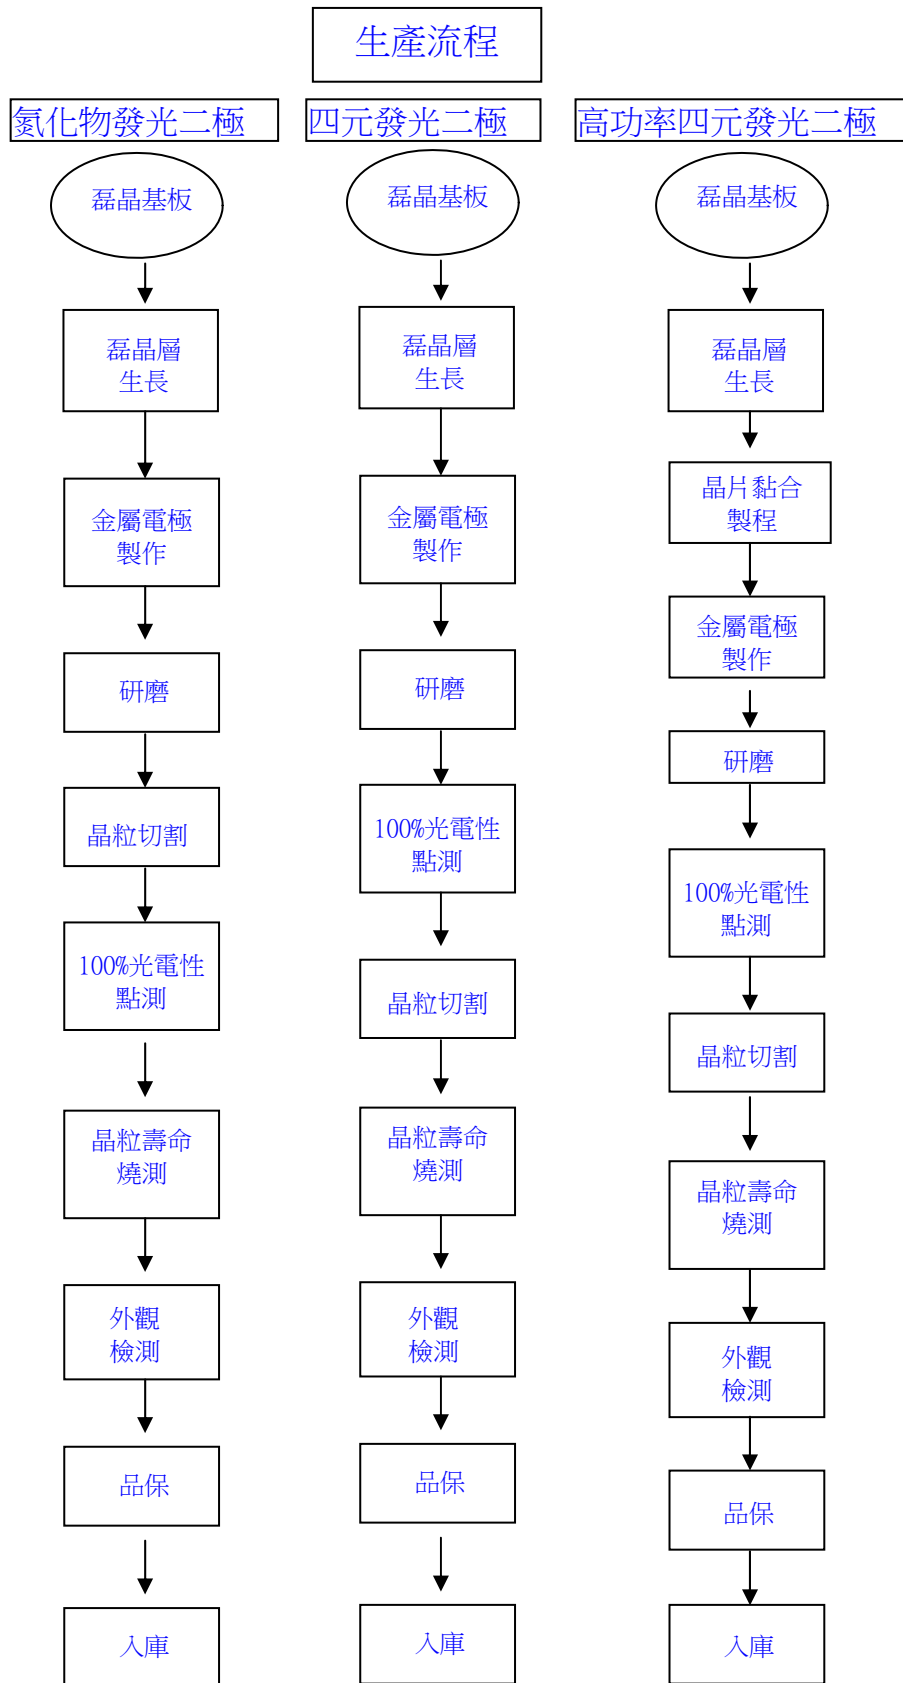 生產流程
氮化物發光二極
磊晶基板
磊晶層
生長
金屬電極
製作
研磨
晶粒切割
100%光電性
點測
晶粒壽命
燒測
外觀
檢測
品保
入庫
四元發光二極
磊晶基板
磊晶層
生長
金屬電極
製作
研磨
100%光電性
點測
晶粒切割
晶粒壽命
燒測
外觀
檢測
品保
入庫
高功率四元發光二極
磊晶基板
磊晶層
生長
晶片黏合
製程
金屬電極
製作
研磨
100%光電性
點測
晶粒切割
晶粒壽命
燒測
外觀
檢測
品保
入庫